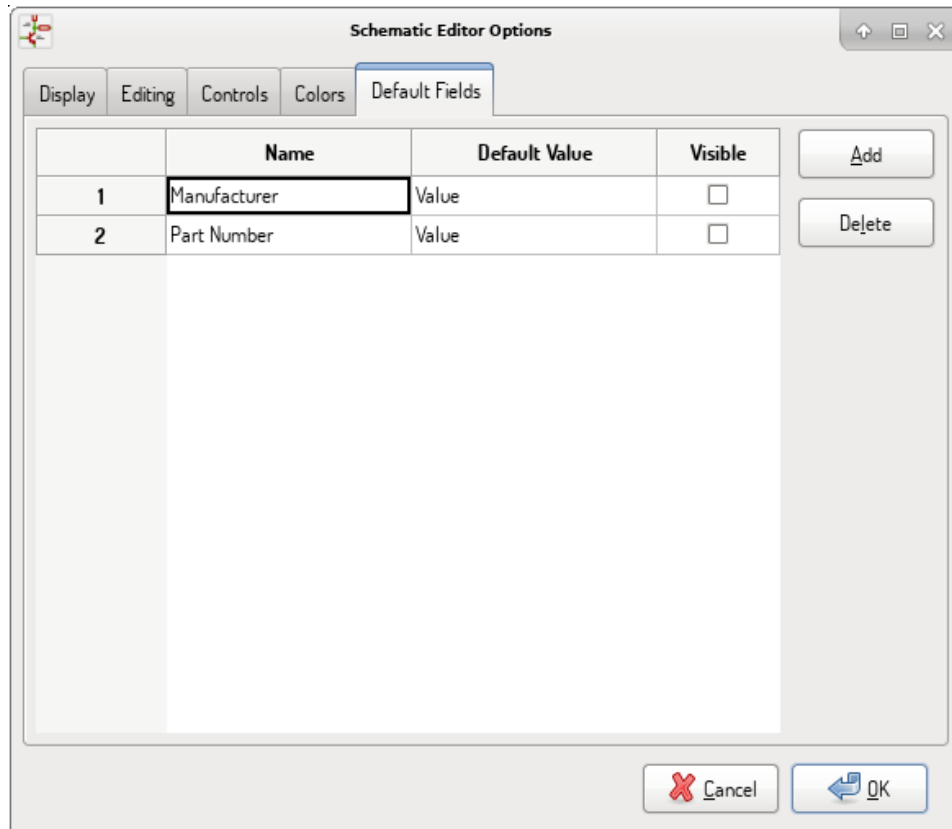 Schematic Editor Options
Display Editing Controls Colors Default Fields
Name Default Value Visible Add
1 Manufacturer Value
2 Part Number Value Delete
Cancel OK